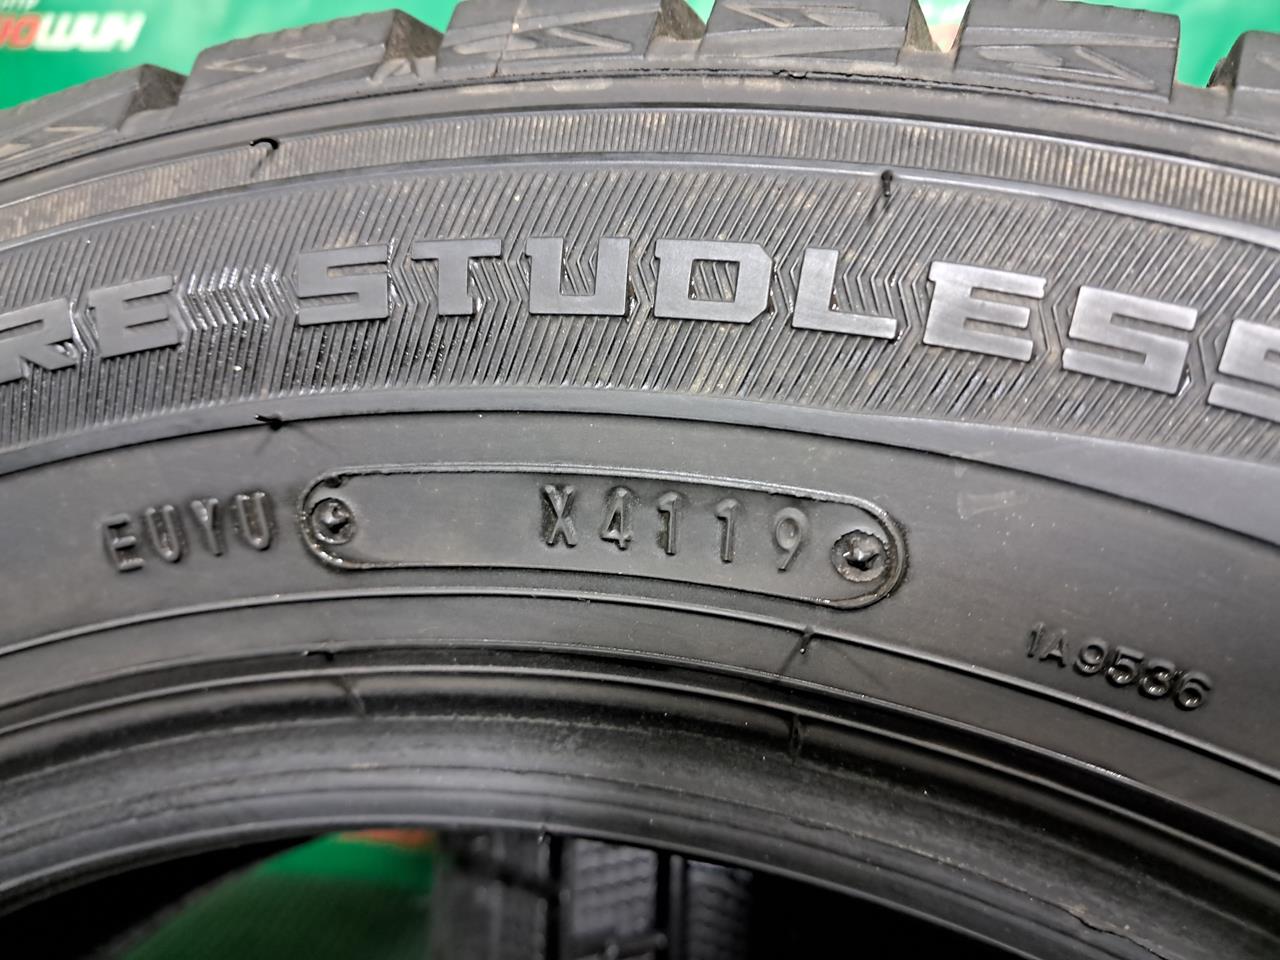 RE STUDLESS
EUYU X4119
1A9536